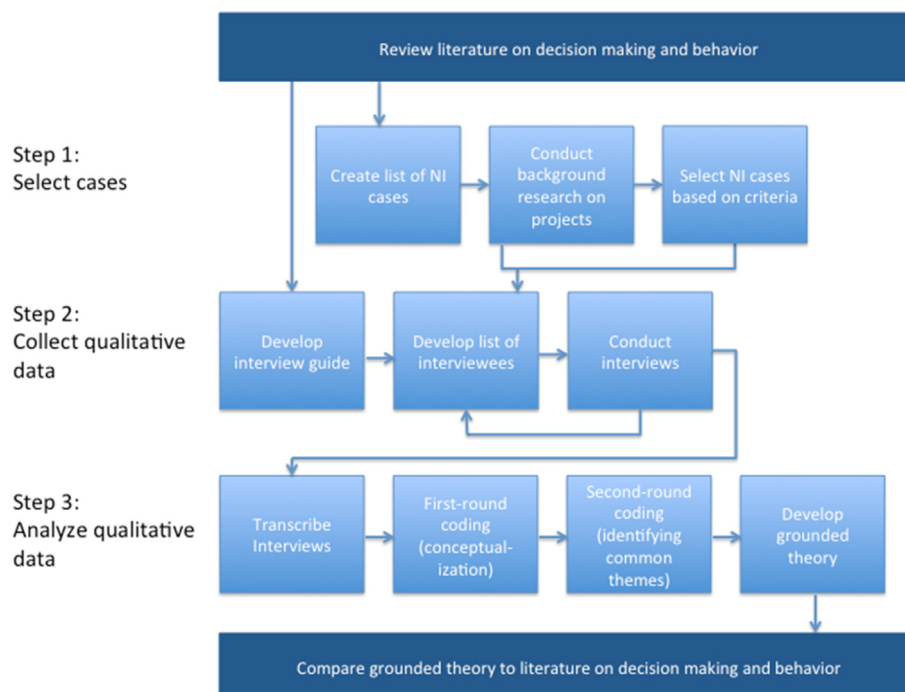 Review literature on decision making and behavior
Step 1:
Select cases
Create list of NI
cases
Conduct
background
research on
projects
Select NI cases
based on criteria
Step 2:
Collect qualitative
data
Develop
interview guide
Develop list of
interviewees
Conduct
interviews
Step 3:
Analyze qualitative
data
Transcribe
Interviews
First-round
coding
(conceptual-
ization)
Second-round
coding
(identifying
common
themes)
Develop
grounded
theory
Compare grounded theory to literature on decision making and behavior